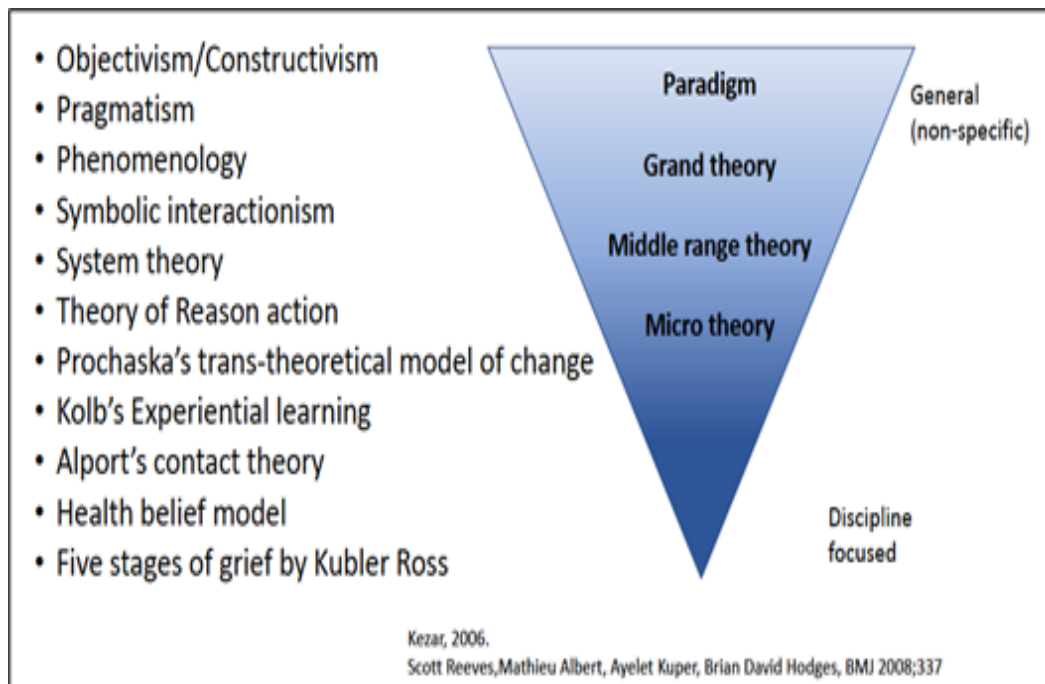 • Objectivism/Constructivism
• Pragmatism
• Phenomenology
• Symbolic interactionism
• System theory
• Theory of Reason action
• Prochaska's trans-theoretical model of change
• Kolb's Experiential learning
• Alport's contact theory
• Health belief model
• Five stages of grief by Kubler Ross
Paradigm
Grand theory
Middle range theory
Micro theory
General
(non-specific)
Discipline
focused
Kezar, 2006.
Scott Reeves,Mathieu Albert, Ayelet Kuper, Brian David Hodges, BMJ 2008;337